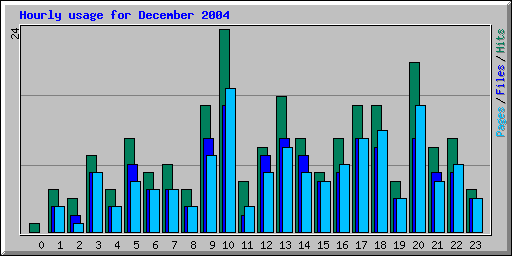 Hourly usage for December 2004
24
Pages / Files / Hits
0 1 2 3 4 5 6 7 8 9 10 11 12 13 14 15 16 17 18 19 20 21 22 23